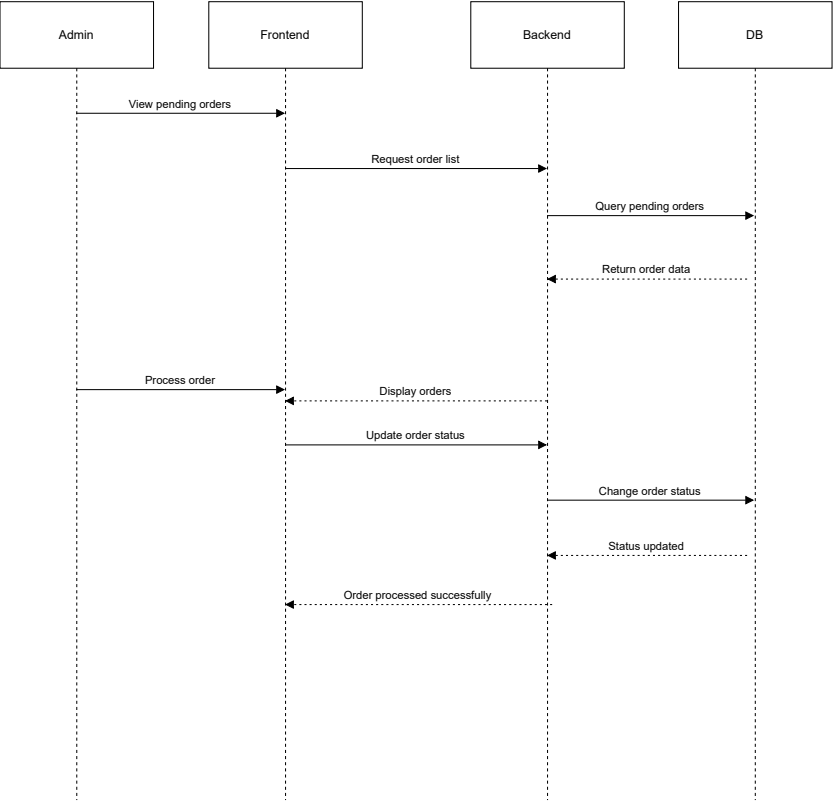 Admin
Frontend
Backend
DB
View pending orders
Request order list
Query pending orders
Return order data
Process order
Display orders
Update order status
Change order status
Status updated
Order processed successfully